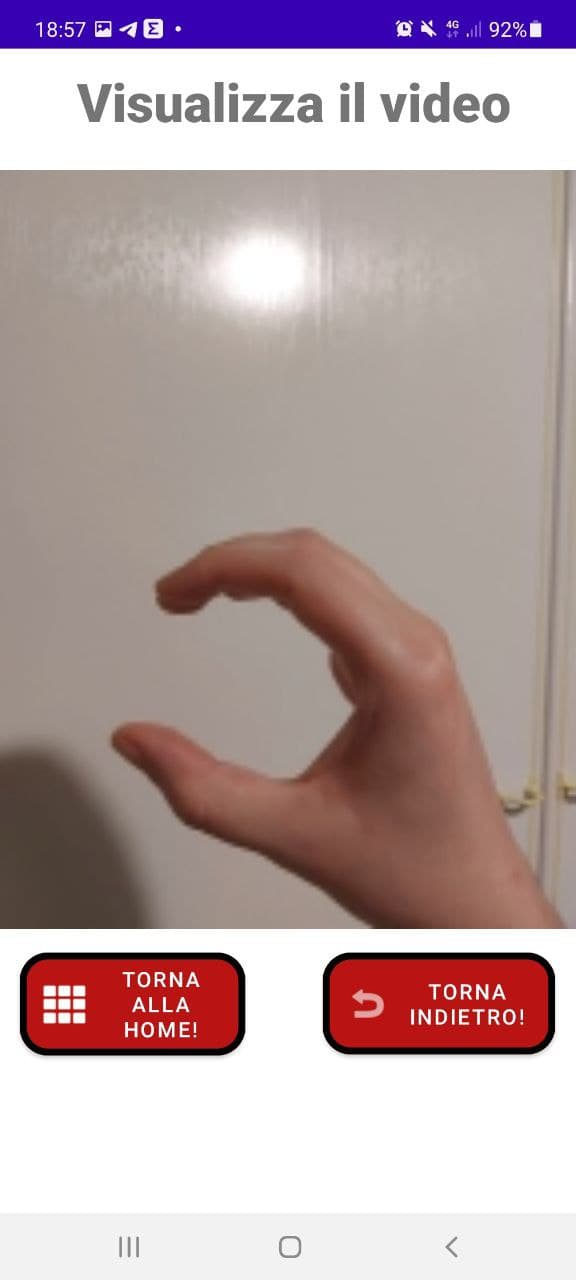 18:57 Σ 4G 92%
Visualizza il video
TORNA
ALLA
HOME!
TORNA
INDIETRO!